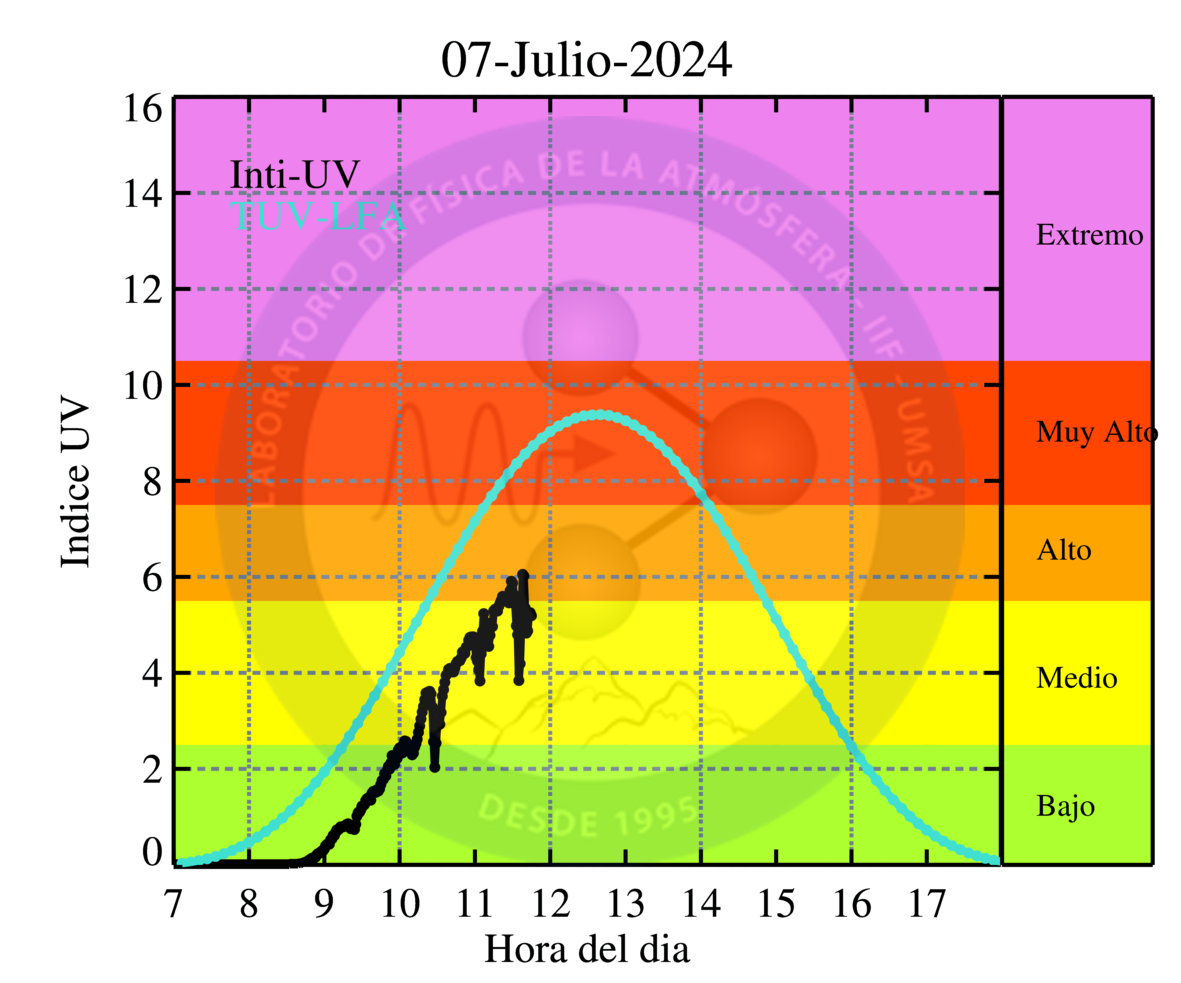 07-Julio-2024
16
14
12
10
8
6
4
2
0
Indice UV
Inti-UV
TUV-LFA
LABORATORIO DE FÍSICA DE LA ATMÓSFERA - IIF - UMSA
DESDE 1995
Extremo
Muy Alto
Alto
Medio
Bajo
7 8 9 10 11 12 13 14 15 16 17
Hora del dia